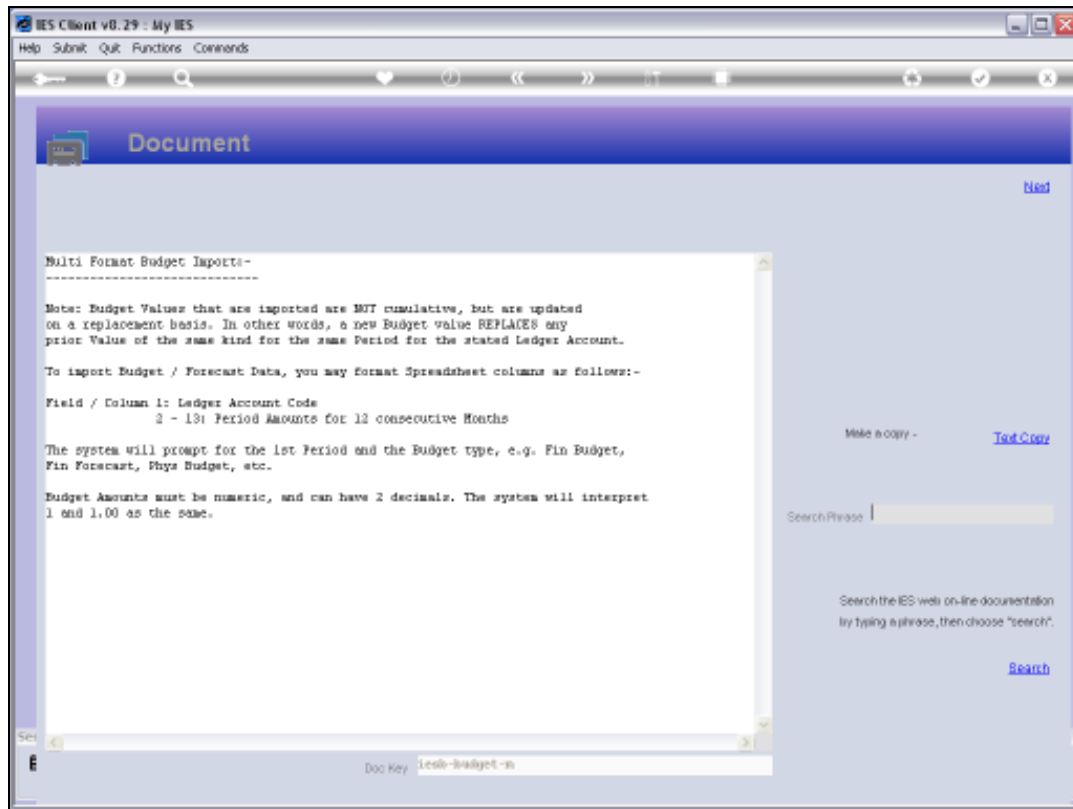 IES Client v8.29 : My IES
Help Submit Quit Functions Commands
Document
Next
Multi Format Budget Import:-
-----------------------------
Note: Budget Values that are imported are NOT cumulative, but are updated
on a replacement basis. In other words, a new Budget value REPLACES any
prior Value of the same kind for the same Period for the stated Ledger Account.
To import Budget / Forecast Data, you may format Spreadsheet columns as follows:-
Field / Column 1: Ledger Account Code
2 - 13: Period Amounts for 12 consecutive Months
The system will prompt for the 1st Period and the Budget type, e.g. Fin Budget,
Fin Forecast, Phys Budget, etc.
Budget Amounts must be numeric, and can have 2 decimals. The system will interpret
1 and 1.00 as the same.
Make a copy -
Text Copy
Search Phrase
Search the IES web on-line documentation
by typing a phrase, then choose "search".
Search
Ses
Doc Key iesb-budget-m